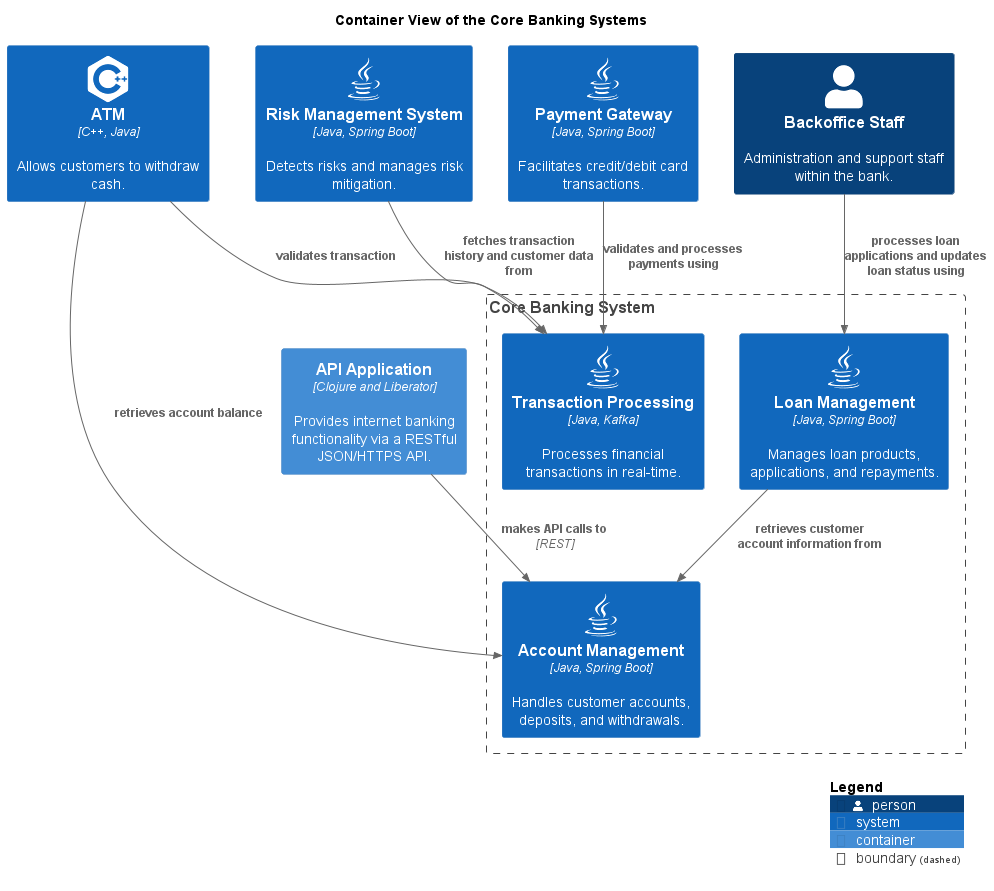 Container View of the Core Banking Systems
ATM
[C++, Java]
Allows customers to withdraw
cash.
Risk Management System
[Java, Spring Boot]
Detects risks and manages risk
mitigation.
Payment Gateway
[Java, Spring Boot]
Facilitates credit/debit card
transactions.
Backoffice Staff
Administration and support staff
within the bank.
validates transaction
fetches transaction
history and customer data
from
validates and processes
payments using
processes loan
applications and updates
loan status using
Core Banking System
retrieves account balance
API Application
[Clojure and Liberator]
Provides internet banking
functionality via a RESTful
JSON/HTTPS API.
Transaction Processing
[Java, Kafka]
Processes financial
transactions in real-time.
Loan Management
[Java, Spring Boot]
Manages loan products,
applications, and repayments.
makes API calls to
[REST]
retrieves customer
account information from
Account Management
[Java, Spring Boot]
Handles customer accounts,
deposits, and withdrawals.
Legend
person
system
container
boundary (dashed)